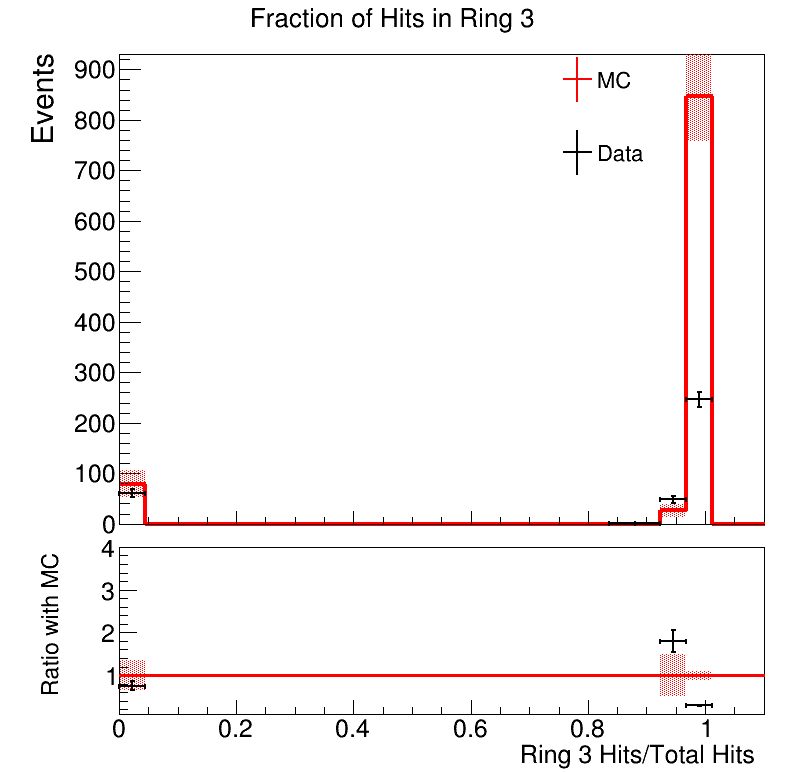 Fraction of Hits in Ring 3
Events
900
800
700
600
500
400
300
200
100
0
MC
Data
Ratio with MC
4
3
2
1
0 0.2 0.4 0.6 0.8 1
Ring 3 Hits/Total Hits